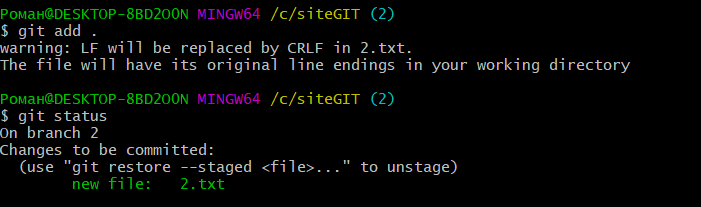 Роман@DESKTOP-8BD2OON MINGW64 /c/siteGIT (2)
$ git add .
warning: LF will be replaced by CRLF in 2.txt.
The file will have its original line endings in your working directory
Роман@DESKTOP-8BD2OON MINGW64 /c/siteGIT (2)
$ git status
On branch 2
Changes to be committed:
(use "git restore --staged <file>..." to unstage)
new file: 2.txt